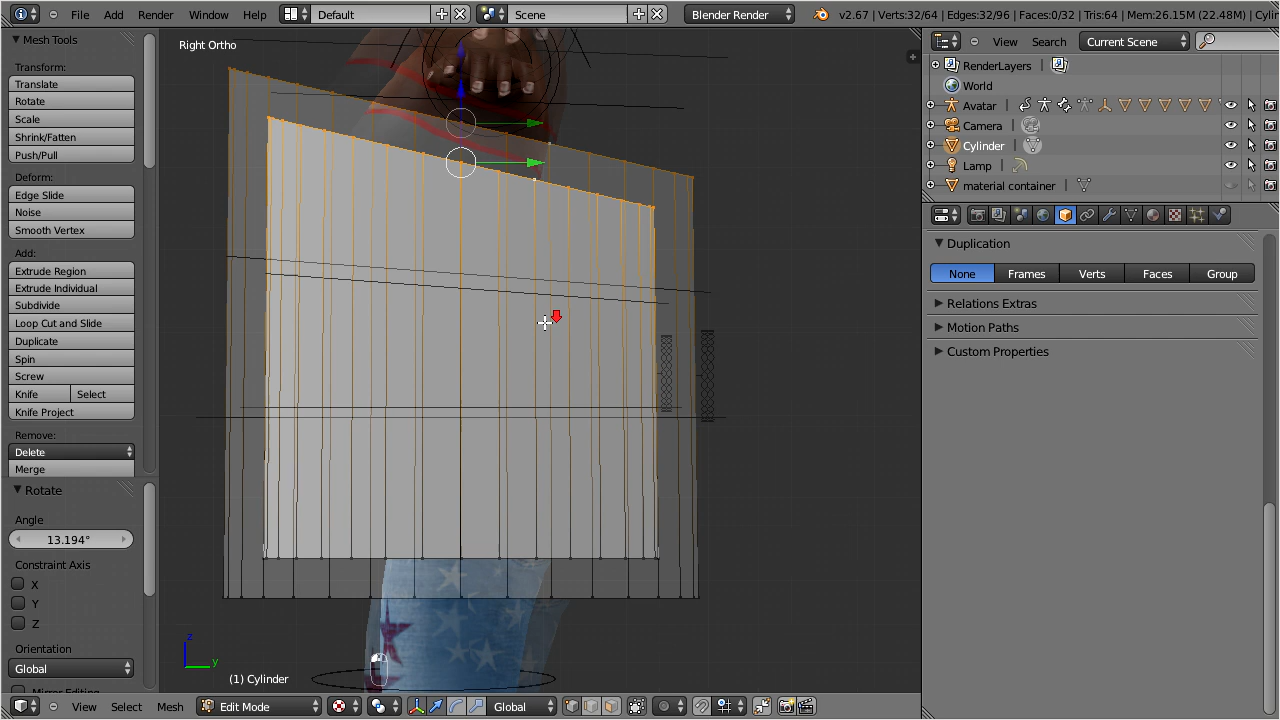 File Add Render Window Help Default Scene Blender Render v2.67 | Verts:32/64 | Edges:32/96 | Faces:0/32 | Tris:64 | Mem:26.15M (22.48M) | Cylin
Mesh Tools
Right Ortho
View Search Current Scene
Transform:
Translate
Rotate
Scale
Shrink/Fatten
Push/Pull
Deform:
Edge Slide
Noise
Smooth Vertex
Add:
Extrude Region
Extrude Individual
Subdivide
Loop Cut and Slide
Duplicate
Spin
Screw
Knife Select
Knife Project
Remove:
Delete
Merge
Rotate
Angle
13.194°
Constraint Axis
X
Y
Z
Orientation
Global
Mirror Editing
z
y
(1) Cylinder
View Select Mesh Edit Mode Global
RenderLayers
World
Avatar
Camera
Cylinder
Lamp
material container
Duplication
None Frames Verts Faces Group
Relations Extras
Motion Paths
Custom Properties